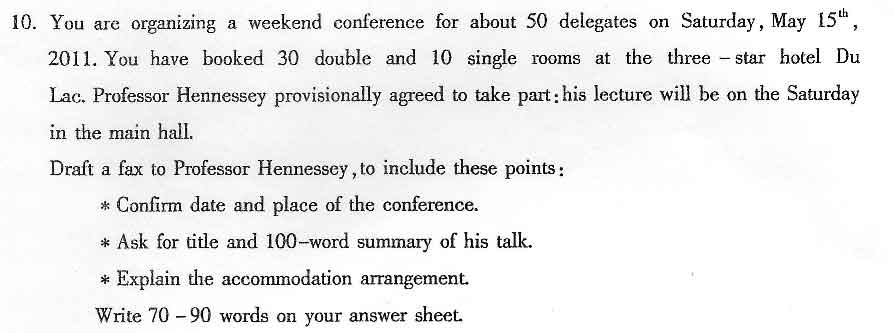 10. You are organizing a weekend conference for about 50 delegates on Saturday, May 15th,
2011. You have booked 30 double and 10 single rooms at the three – star hotel Du
Lac. Professor Hennessey provisionally agreed to take part: his lecture will be on the Saturday
in the main hall.
Draft a fax to Professor Hennessey, to include these points:
* Confirm date and place of the conference.
* Ask for title and 100–word summary of his talk.
* Explain the accommodation arrangement.
Write 70 – 90 words on your answer sheet.